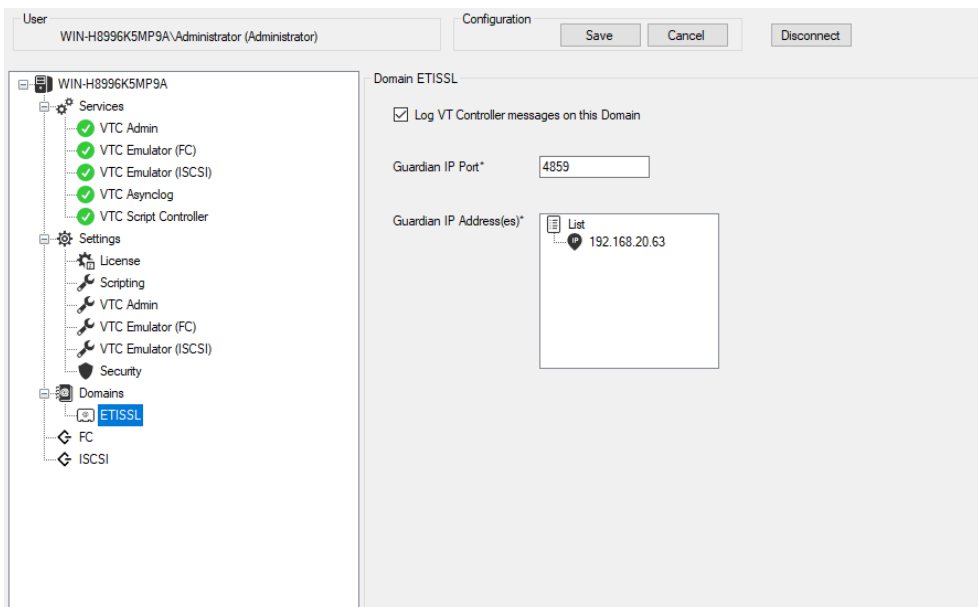 User
WIN-H8996K5MP9A\Administrator (Administrator)
Configuration
Save
Cancel
Disconnect
WIN-H8996K5MP9A
Services
VTC Admin
VTC Emulator (FC)
VTC Emulator (ISCSI)
VTC Asynclog
VTC Script Controller
Settings
License
Scripting
VTC Admin
VTC Emulator (FC)
VTC Emulator (ISCSI)
Security
Domains
ETISSL
FC
ISCSI
Domain ETISSL
Log VT Controller messages on this Domain
Guardian IP Port* 4859
Guardian IP Address(es)*
List
IP 192.168.20.63